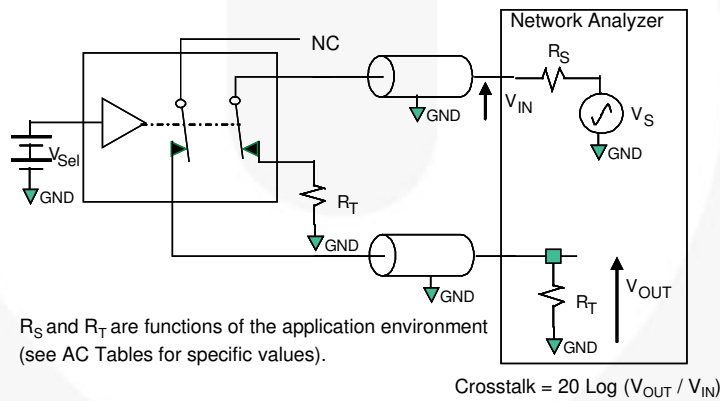 Network Analyzer
NC
R_S
V_IN
V_S
GND
GND
V_Sel
GND
R_T
GND
GND
V_OUT
R_T
GND
R_S and R_T are functions of the application environment
(see AC Tables for specific values).
Crosstalk = 20 Log (V_OUT / V_IN)